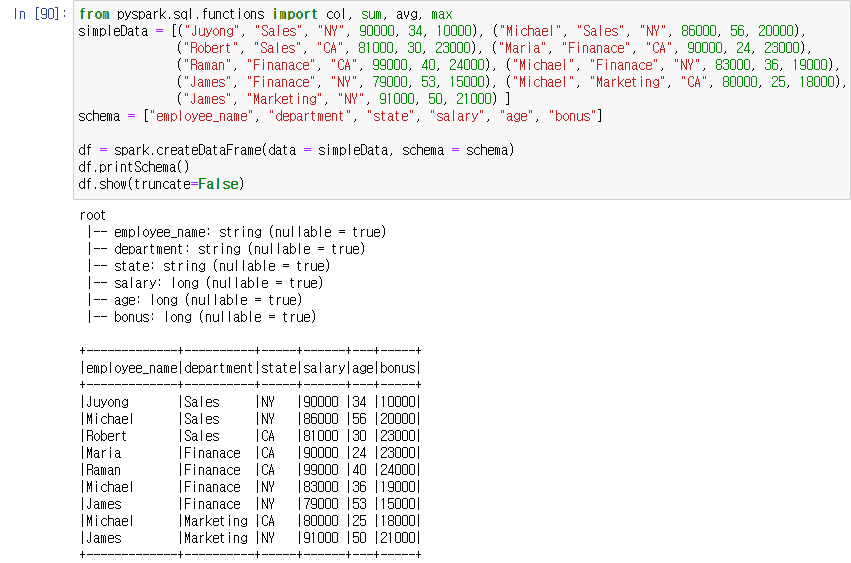 In [90]: from pyspark.sql.functions import col, sum, avg, max
simpleData = [("Juyong", "Sales", "NY", 90000, 34, 10000), ("Michael", "Sales", "NY", 86000, 56, 20000),
("Robert", "Sales", "CA", 81000, 30, 23000), ("Maria", "Finanace", "CA", 90000, 24, 23000),
("Raman", "Finanace", "CA", 99000, 40, 24000), ("Michael", "Finanace", "NY", 83000, 36, 19000),
("James", "Finanace", "NY", 79000, 53, 15000), ("Michael", "Marketing", "CA", 80000, 25, 18000),
("James", "Marketing", "NY", 91000, 50, 21000) ]
schema = ["employee_name", "department", "state", "salary", "age", "bonus"]
df = spark.createDataFrame(data = simpleData, schema = schema)
df.printSchema()
df.show(truncate=False)
root
|-- employee_name: string (nullable = true)
|-- department: string (nullable = true)
|-- state: string (nullable = true)
|-- salary: long (nullable = true)
|-- age: long (nullable = true)
|-- bonus: long (nullable = true)
+-------------+----------+-----+------+---+-----+
|employee_name|department|state|salary|age|bonus|
+-------------+----------+-----+------+---+-----+
|Juyong       |Sales     |NY   |90000 |34 |10000|
|Michael      |Sales     |NY   |86000 |56 |20000|
|Robert       |Sales     |CA   |81000 |30 |23000|
|Maria        |Finanace  |CA   |90000 |24 |23000|
|Raman        |Finanace  |CA   |99000 |40 |24000|
|Michael      |Finanace  |NY   |83000 |36 |19000|
|James        |Finanace  |NY   |79000 |53 |15000|
|Michael      |Marketing |CA   |80000 |25 |18000|
|James        |Marketing |NY   |91000 |50 |21000|
+-------------+----------+-----+------+---+-----+